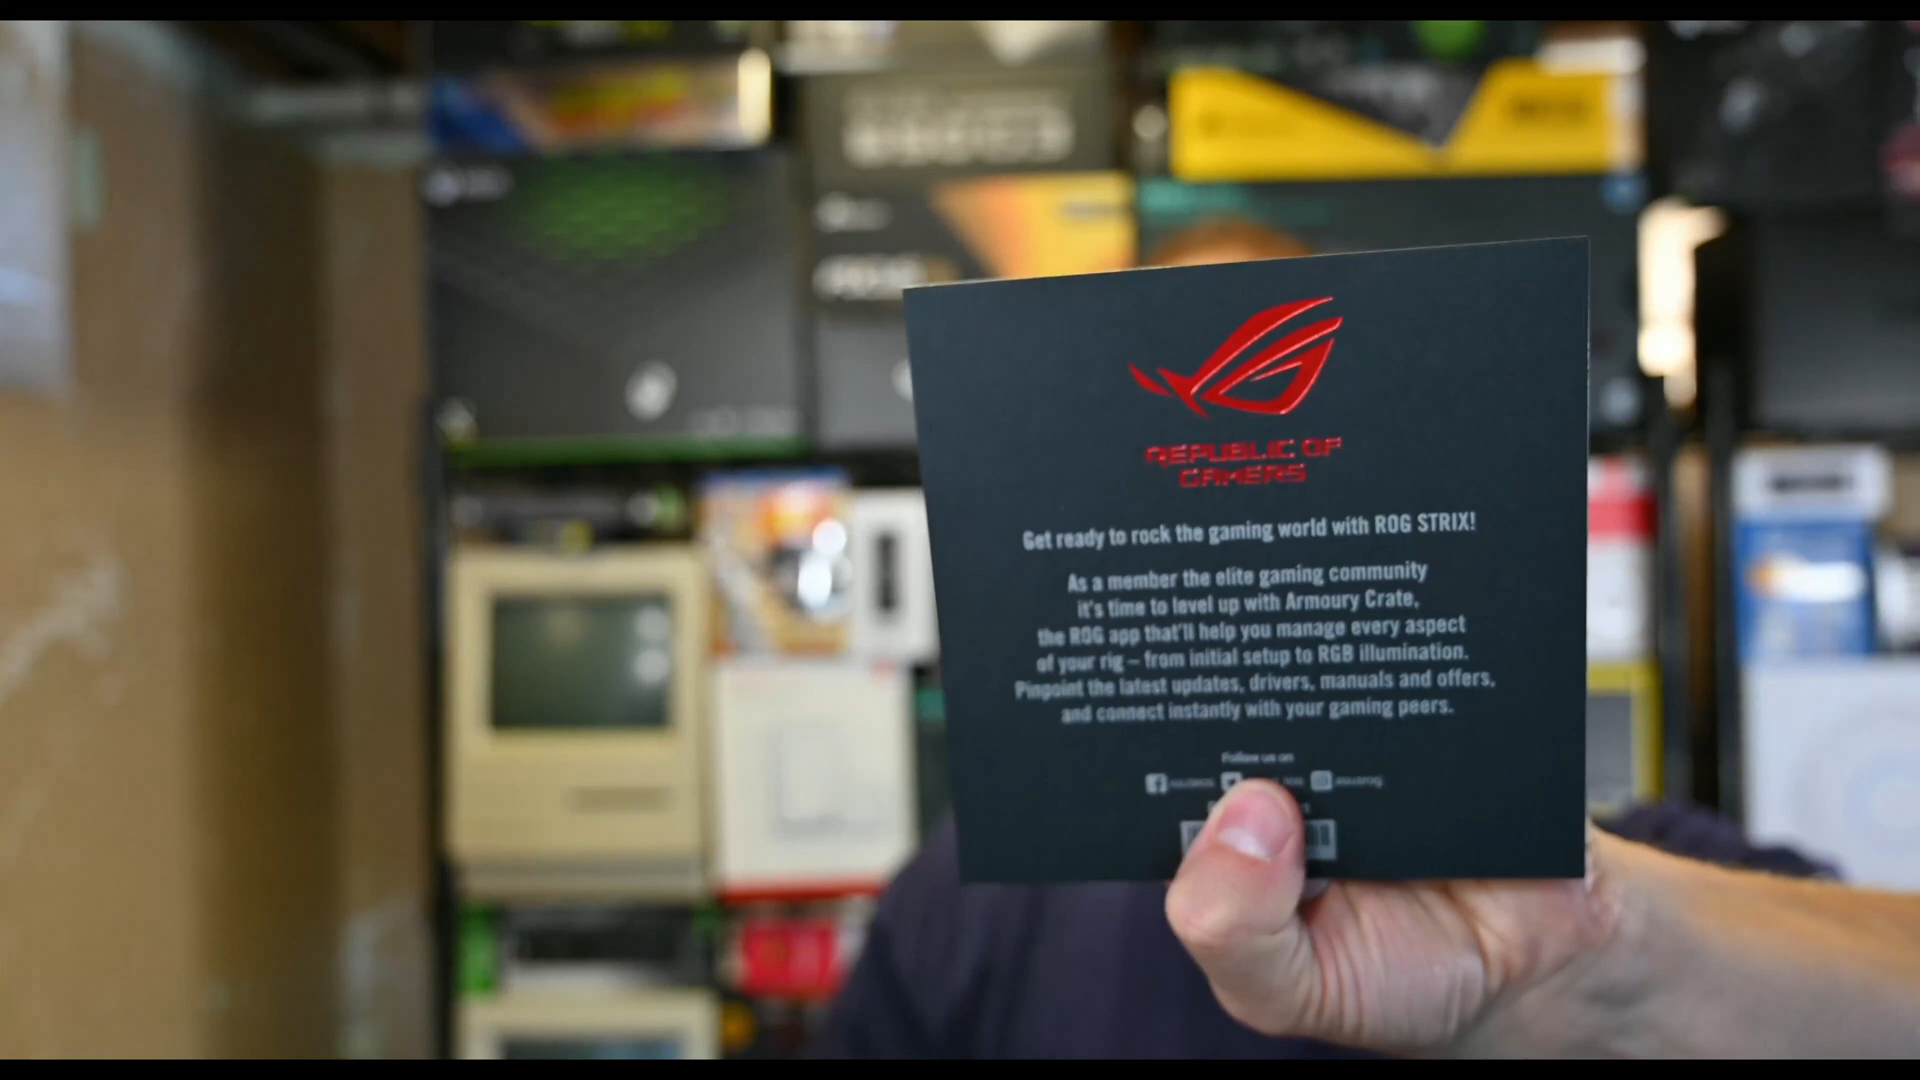 REPUBLIC OF
GAMERS
Get ready to rock the gaming world with ROG STRIX!
As a member the elite gaming community
it's time to level up with Armoury Crate,
the ROG app that'll help you manage every aspect
of your rig – from initial setup to RGB illumination.
Pinpoint the latest updates, drivers, manuals and offers,
and connect instantly with your gaming peers.
Follow us on